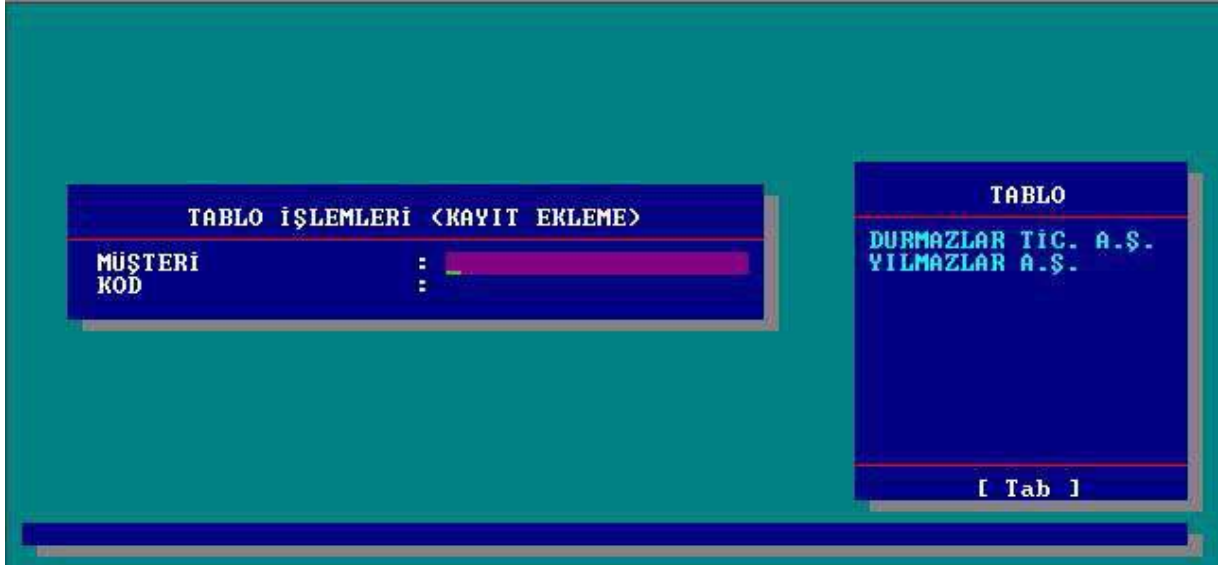 TABLO İŞLEMLERİ <KAYIT EKLEME>
MÜŞTERİ :
KOD :
TABLO
DURMAZLAR TİC. A.Ş.
YILMAZLAR A.Ş.
[ Tab ]